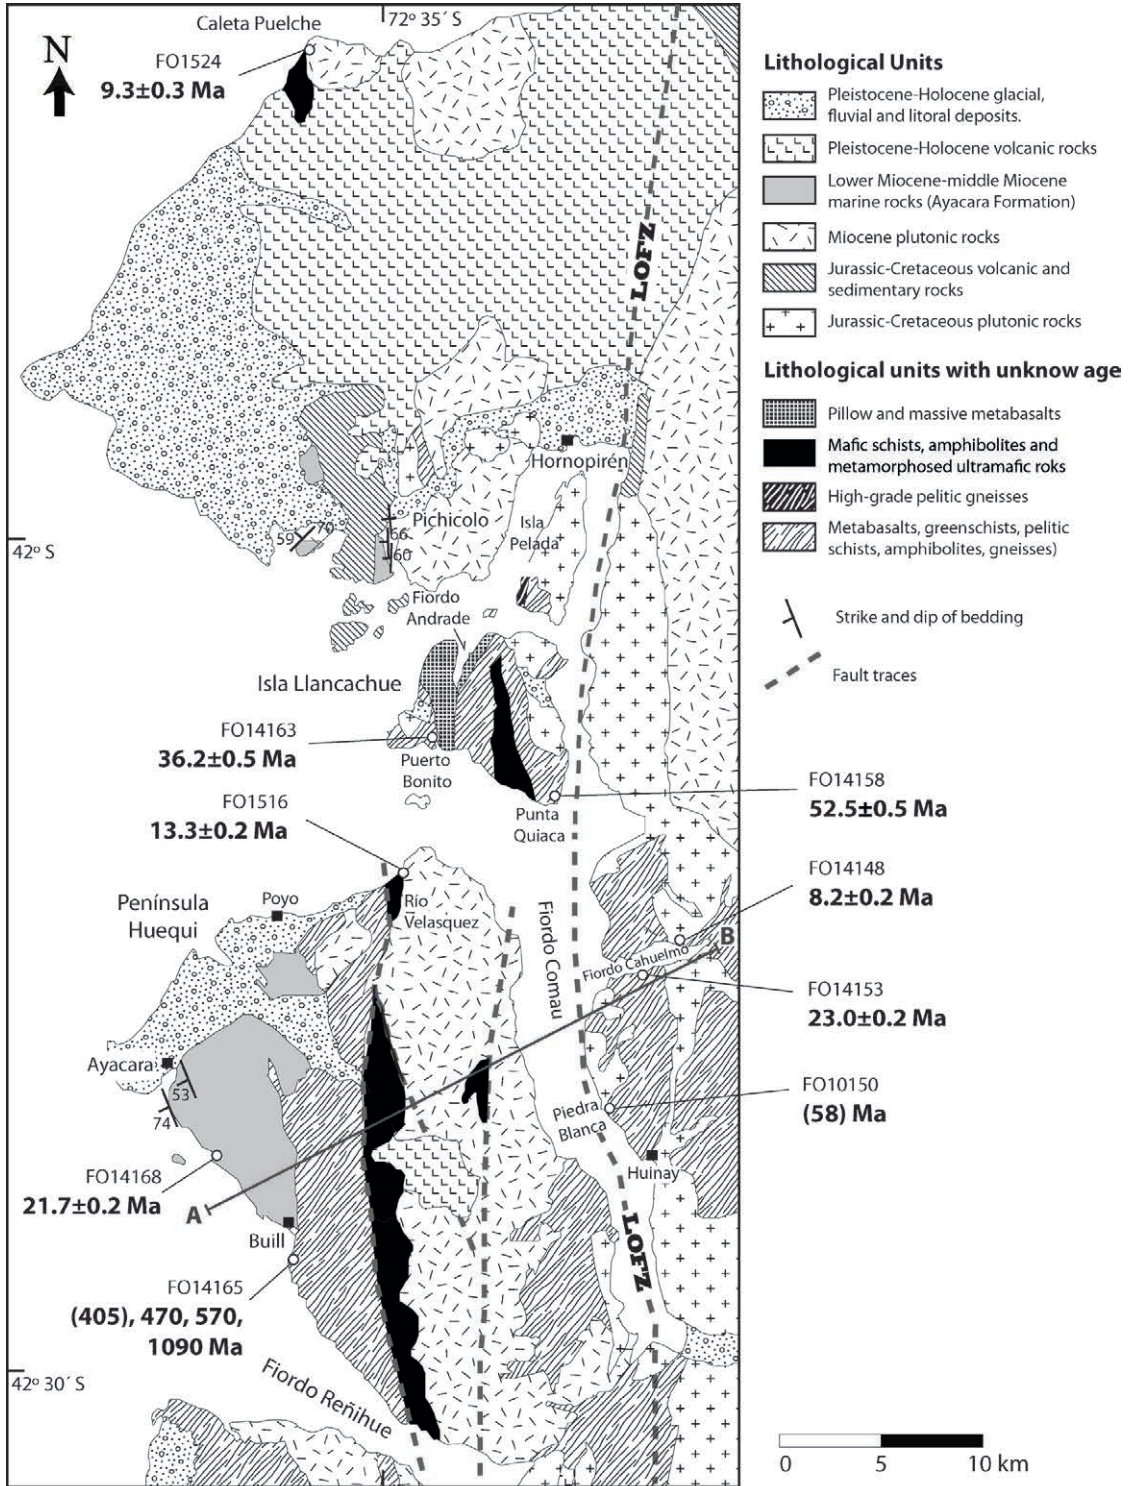 72º 35´ S
Caleta Puelche
N
FO1524
9.3±0.3 Ma
LOFZ
Hornopirén
Pichicolo
Isla
Pelada
70
59
66
60
42º S
Fiordo
Andrade
Isla Llancachue
FO14163
36.2±0.5 Ma
Puerto
Bonito
FO1516
13.3±0.2 Ma
Punta
Quiaca
FO14158
52.5±0.5 Ma
Península
Huequi
Poyo
Río
Velasquez
Fiordo Comau
FO14148
8.2±0.2 Ma
B
Fiordo Cahuelmo
FO14153
23.0±0.2 Ma
Ayacara
53
74
Piedra
Blanca
FO10150
(58) Ma
Huinay
FO14168
21.7±0.2 Ma
A
Buill
LOFZ
FO14165
(405), 470, 570,
1090 Ma
Fiordo Reñihue
42º 30´ S
Lithological Units
Pleistocene-Holocene glacial,
fluvial and litoral deposits.
Pleistocene-Holocene volcanic rocks
Lower Miocene-middle Miocene
marine rocks (Ayacara Formation)
Miocene plutonic rocks
Jurassic-Cretaceous volcanic and
sedimentary rocks
Jurassic-Cretaceous plutonic rocks
Lithological units with unknow age
Pillow and massive metabasalts
Mafic schists, amphibolites and
metamorphosed ultramafic roks
High-grade pelitic gneisses
Metabasalts, greenschists, pelitic
schists, amphibolites, gneisses)
Strike and dip of bedding
Fault traces
0 5 10 km